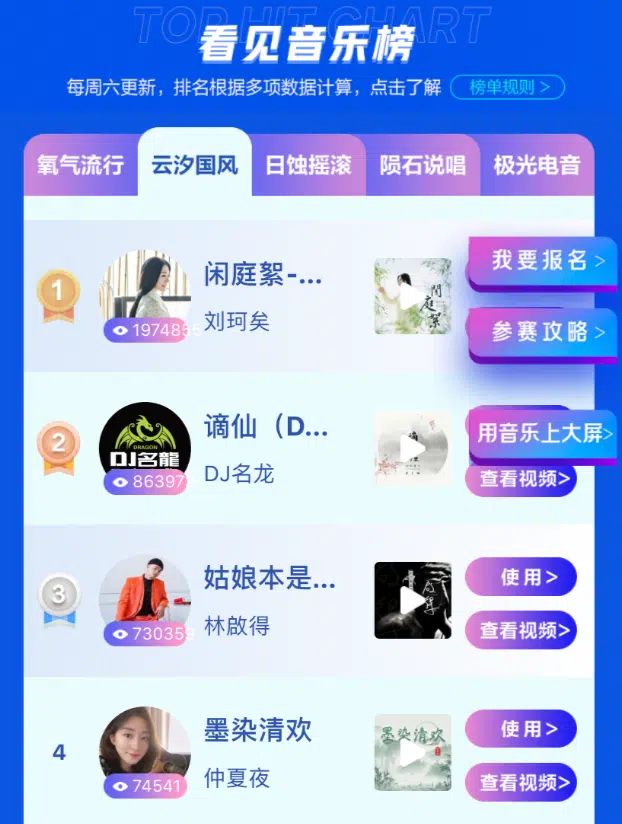 TOP HIT CHART
看见音乐榜
每周六更新，排名根据多项数据计算，点击了解 榜单规则 >
氧气流行 云汐国风 日蚀摇滚 陨石说唱 极光电音
我要报名 >
1
闲庭絮-...
閒庭絮
1974855
刘珂矣
参赛攻略 >
2
谪仙（D...
用音乐上大屏>
DRAGON
DJ名龍
86397
DJ名龙
查看视频>
3
姑娘本是...
使用>
730359
林啟得
查看视频>
4
墨染清欢
墨染清欢
使用>
74541
仲夏夜
查看视频>